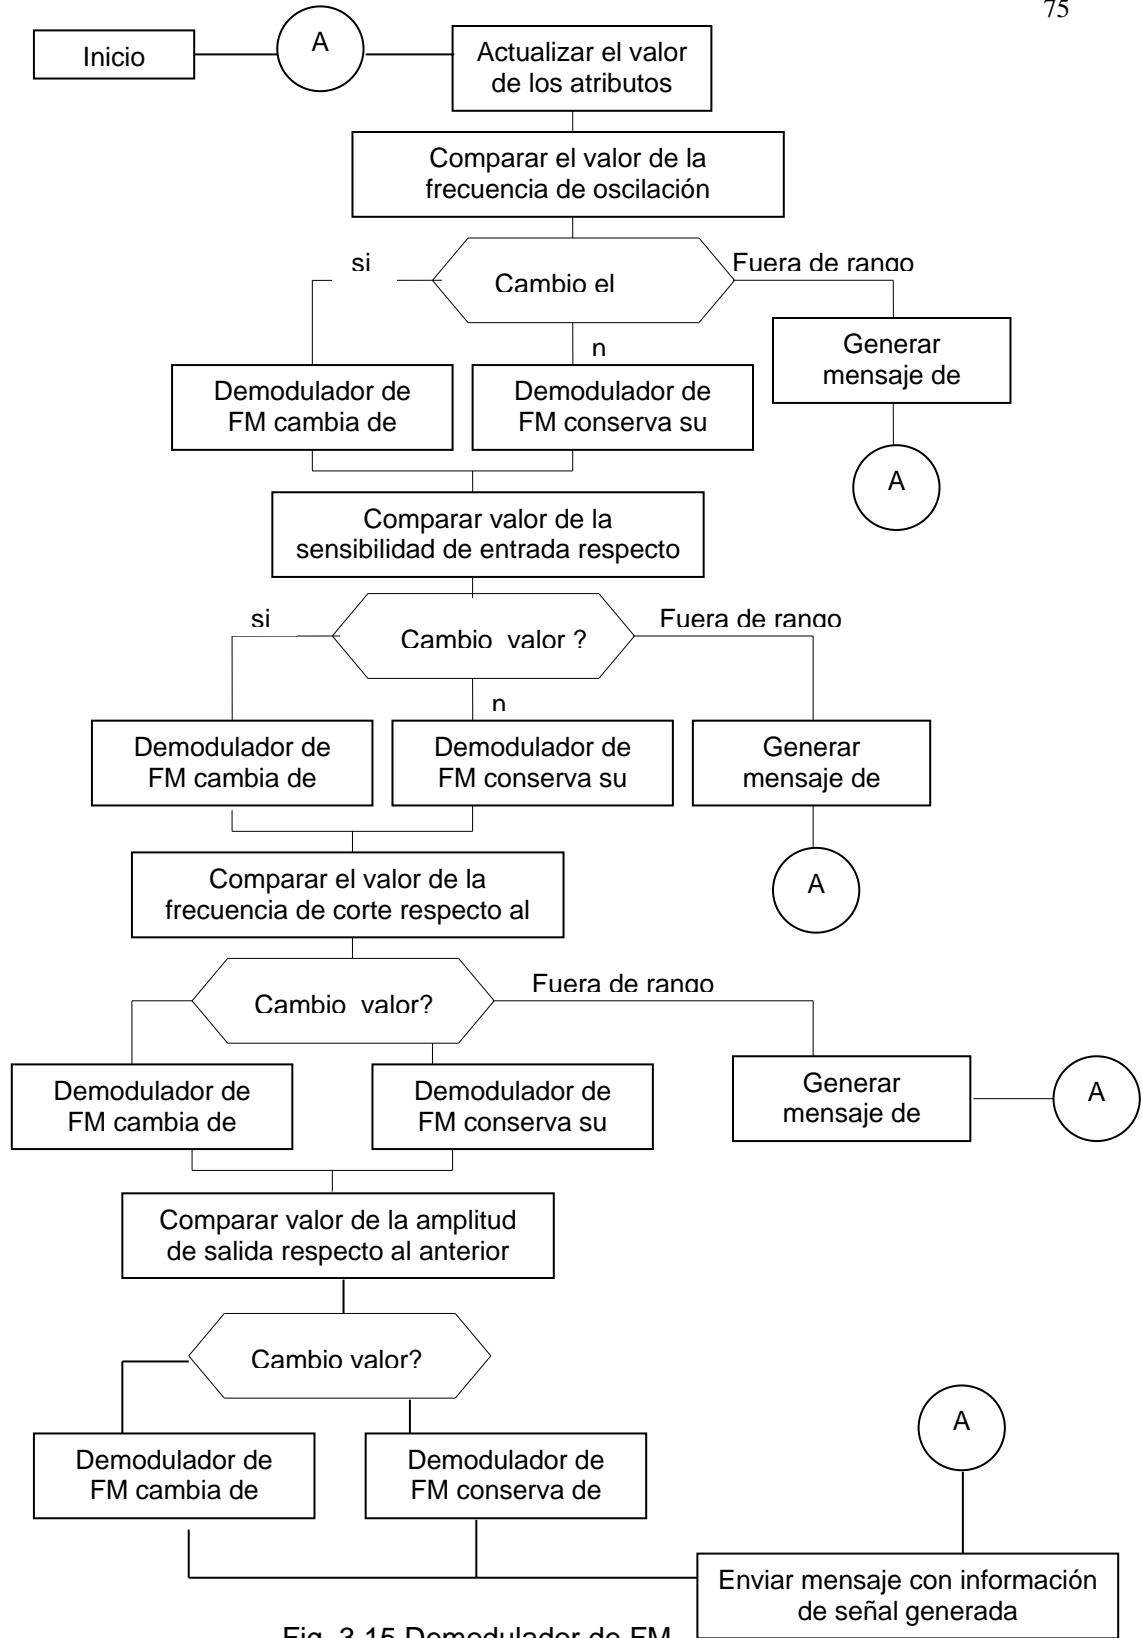 75
Inicio
A
Actualizar el valor
de los atributos
Comparar el valor de la
frecuencia de oscilación
si
Cambio el
Fuera de rango
n
Generar
mensaje de
Demodulador de
FM cambia de
Demodulador de
FM conserva su
A
Comparar valor de la
sensibilidad de entrada respecto
si
Cambio valor ?
Fuera de rango
n
Demodulador de
FM cambia de
Demodulador de
FM conserva su
Generar
mensaje de
A
Comparar el valor de la
frecuencia de corte respecto al
Cambio valor?
Fuera de rango
Demodulador de
FM cambia de
Demodulador de
FM conserva su
Generar
mensaje de
A
Comparar valor de la amplitud
de salida respecto al anterior
Cambio valor?
A
Demodulador de
FM cambia de
Demodulador de
FM conserva de
Enviar mensaje con información
de señal generada
Fig. 3.15 Demodulador de FM